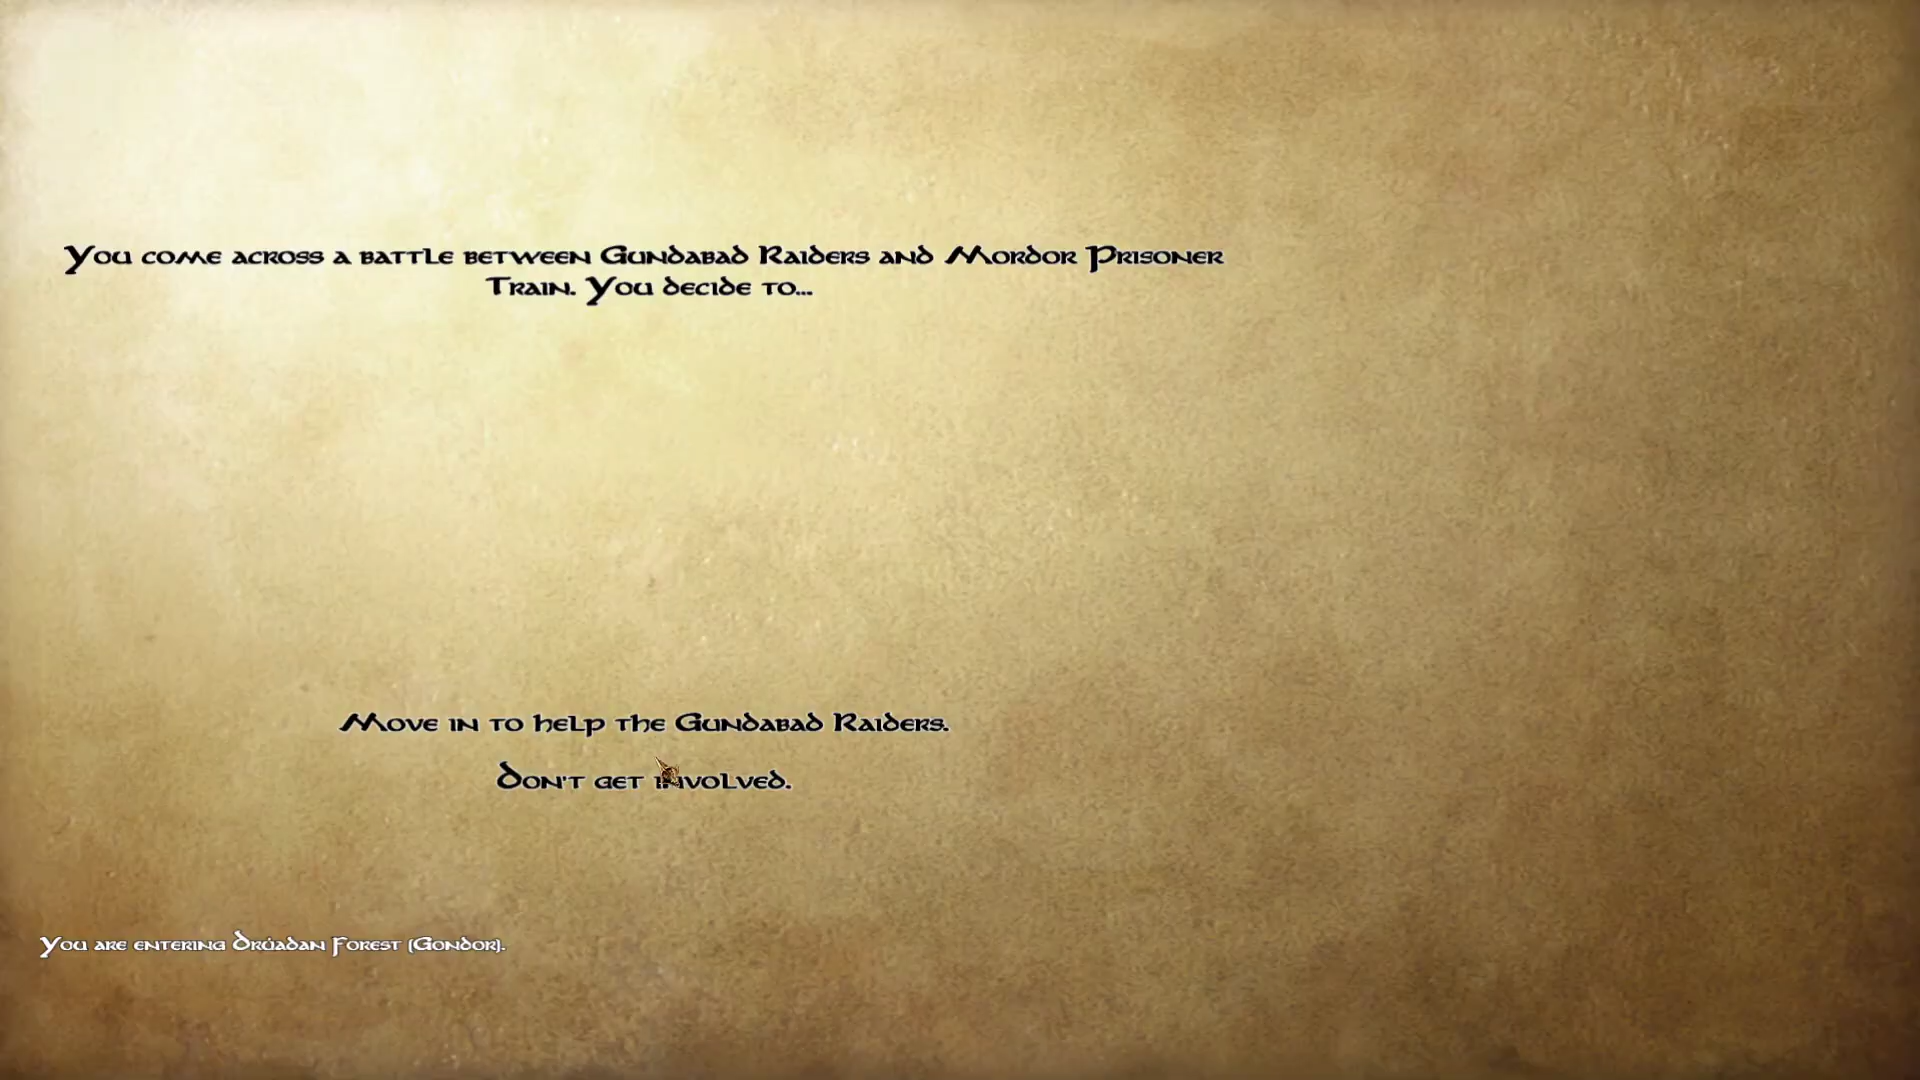 You come across a battle between Gundabad Raiders and Mordor Prisoner
Train. You decide to...
Move in to help the Gundabad Raiders.
Don't get involved.
You are entering Drúadan Forest (Gondor).